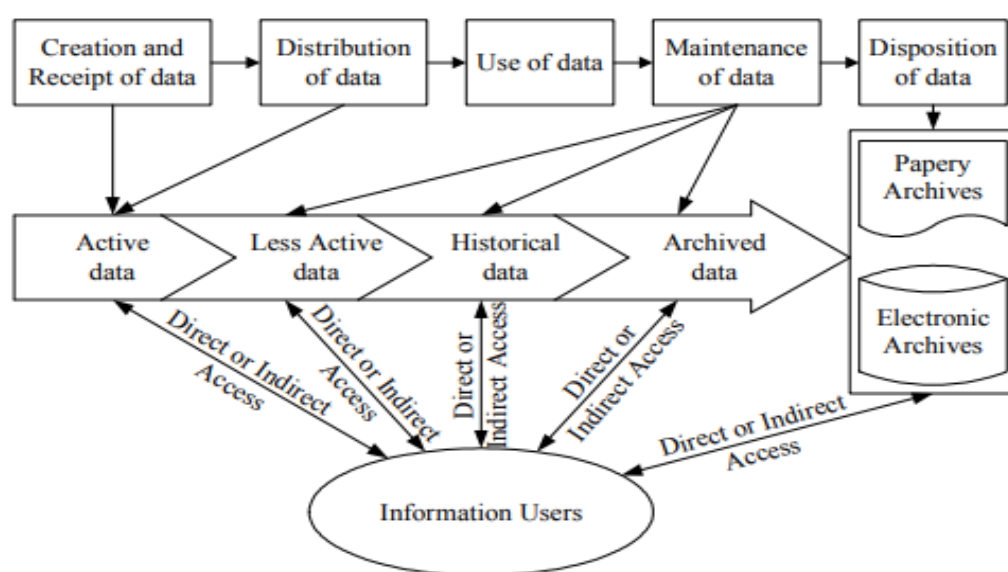 Creation and
Receipt of data
Distribution
of data
Use of data
Maintenance
of data
Disposition
of data
Papery
Archives
Active
data
Less Active
data
Historical
data
Archived
data
Electronic
Archives
Direct or Indirect
Access
Direct or Indirect
Access
Direct or
Indirect Access
Direct or
Indirect Access
Direct or Indirect
Access
Information Users